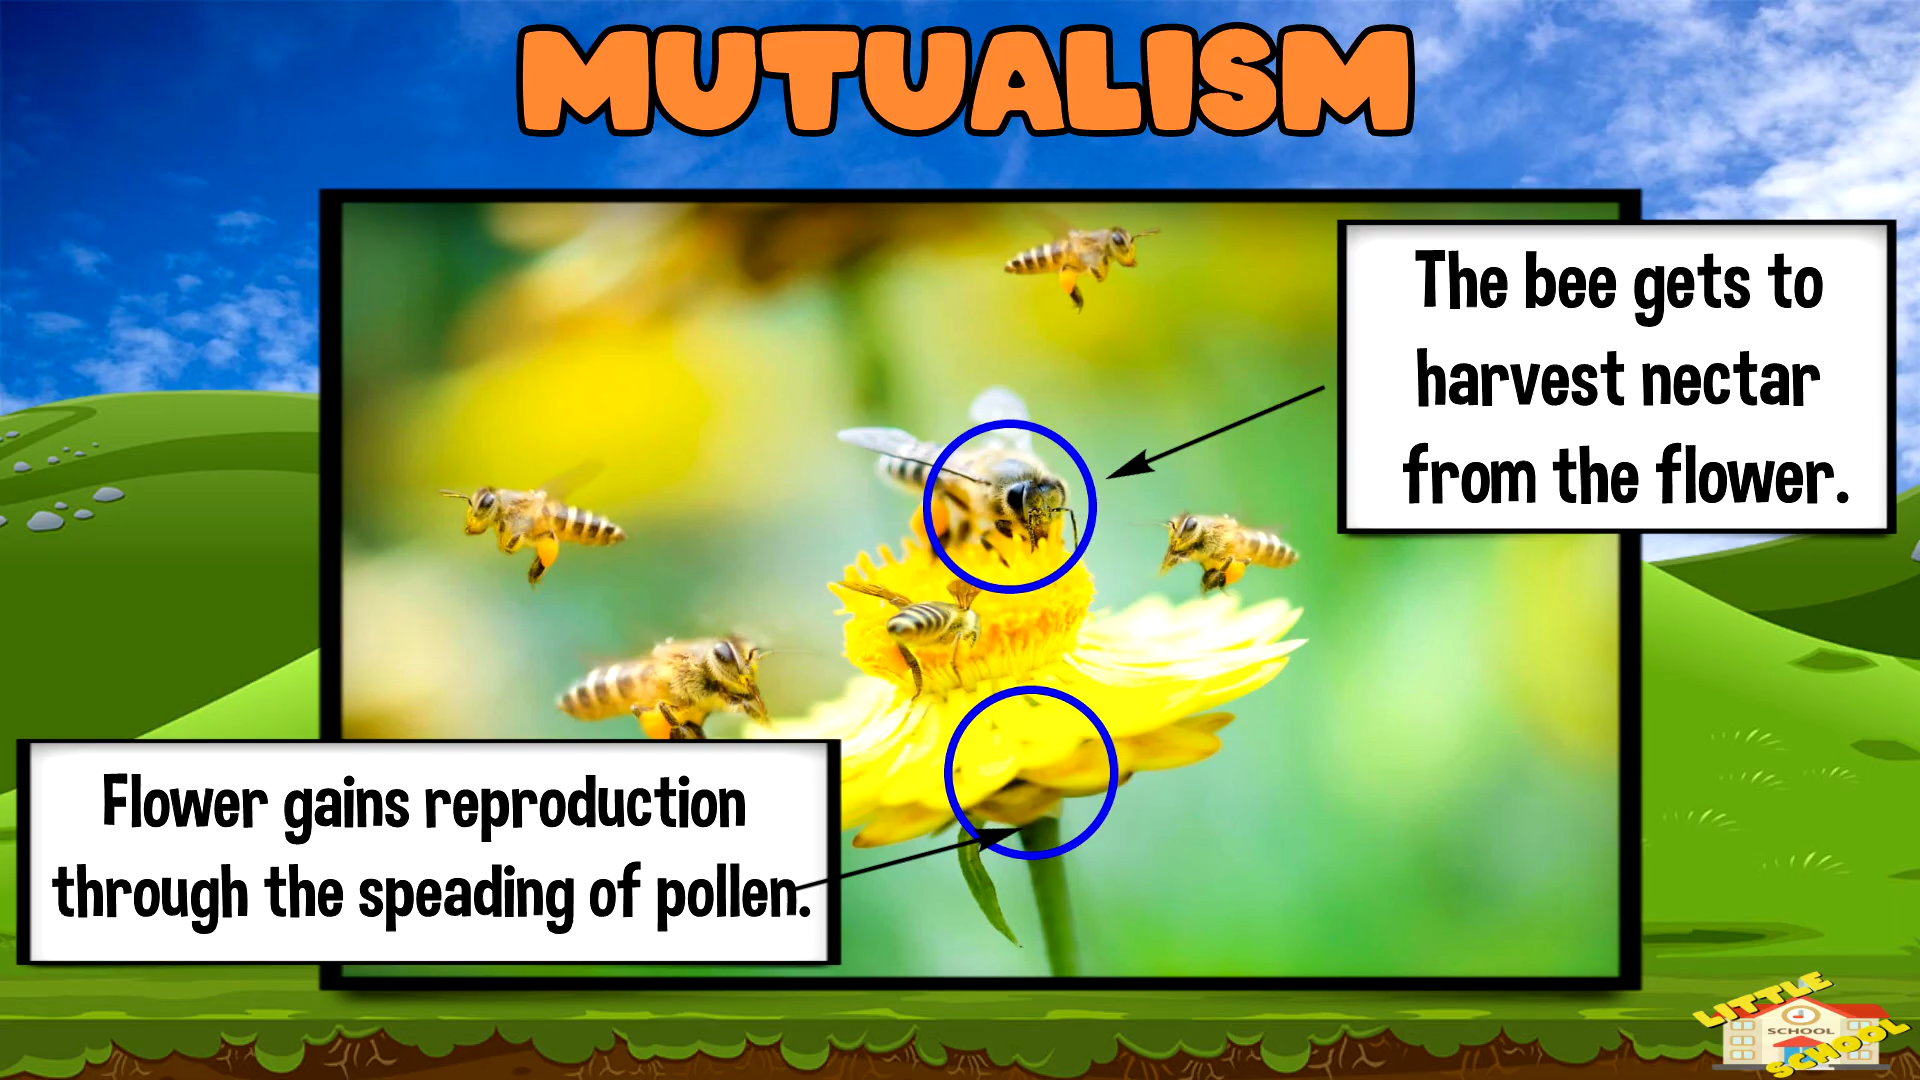 MUTUALISM
The bee gets to
harvest nectar
from the flower.
Flower gains reproduction
through the speading of pollen.
LITTLE
SCHOOL
SCHOOL